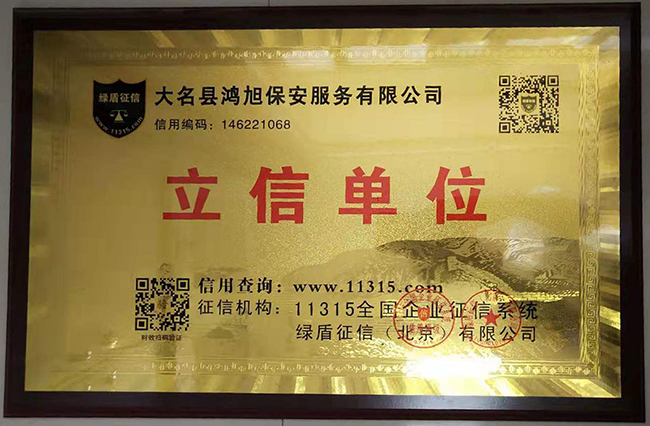 绿盾征信
www.11315.com
大名县鸿旭保安服务有限公司
信用编码：146221068
立信单位
信用查询：www.11315.com
征信机构：11315全国企业征信系统
绿盾征信（北京）有限公司